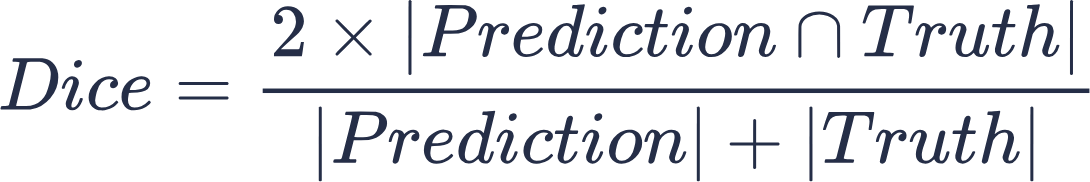 Dice = 2 × |Prediction ∩ Truth| / |Prediction| + |Truth|